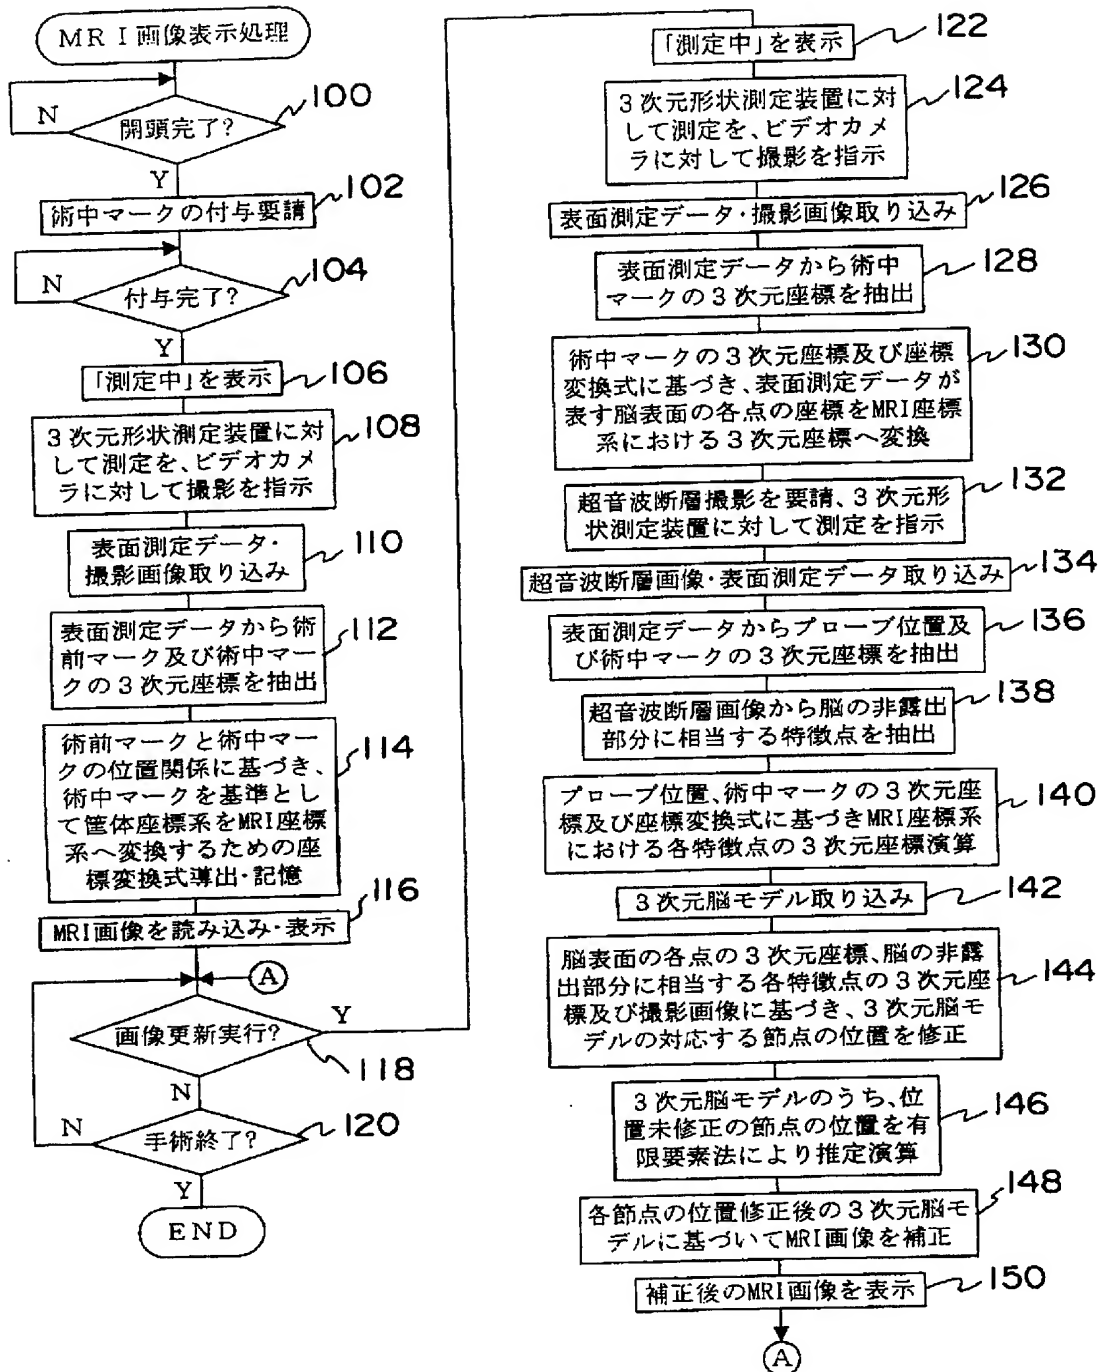 MRI画像表示処理
N
開頭完了?
100
Y
術中マークの付与要請
102
N
付与完了?
104
Y
「測定中」を表示
106
3次元形状測定装置に対
して測定を、ビデオカメ
ラに対して撮影を指示
108
表面測定データ・
撮影画像取り込み
110
表面測定データから術
前マーク及び術中マー
クの3次元座標を抽出
112
術前マークと術中マー
クの位置関係に基づき、
術中マークを基準とし
て筐体座標系をMRI座標
系へ変換するための座
標変換式導出・記憶
114
MRI画像を読み込み・表示
116
A
画像更新実行?
Y
118
N
N
手術終了?
120
Y
END
「測定中」を表示
122
3次元形状測定装置に対
して測定を、ビデオカメ
ラに対して撮影を指示
124
表面測定データ・撮影画像取り込み
126
表面測定データから術中
マークの3次元座標を抽出
128
術中マークの3次元座標及び座標
変換式に基づき、表面測定データが
表す脳表面の各点の座標をMRI座標
系における3次元座標へ変換
130
超音波断層撮影を要請、3次元形
状測定装置に対して測定を指示
132
超音波断層画像・表面測定データ取り込み
134
表面測定データからプローブ位置及
び術中マークの3次元座標を抽出
136
超音波断層画像から脳の非露出
部分に相当する特徴点を抽出
138
プローブ位置、術中マークの3次元座
標及び座標変換式に基づきMRI座標系
における各特徴点の3次元座標演算
140
3次元脳モデル取り込み
142
脳表面の各点の3次元座標、脳の非露
出部分に相当する各特徴点の3次元座
標及び撮影画像に基づき、3次元脳モ
デルの対応する節点の位置を修正
144
3次元脳モデルのうち、位
置未修正の節点の位置を有
限要素法により推定演算
146
各節点の位置修正後の3次元脳モ
デルに基づいてMRI画像を補正
148
補正後のMRI画像を表示
150
A